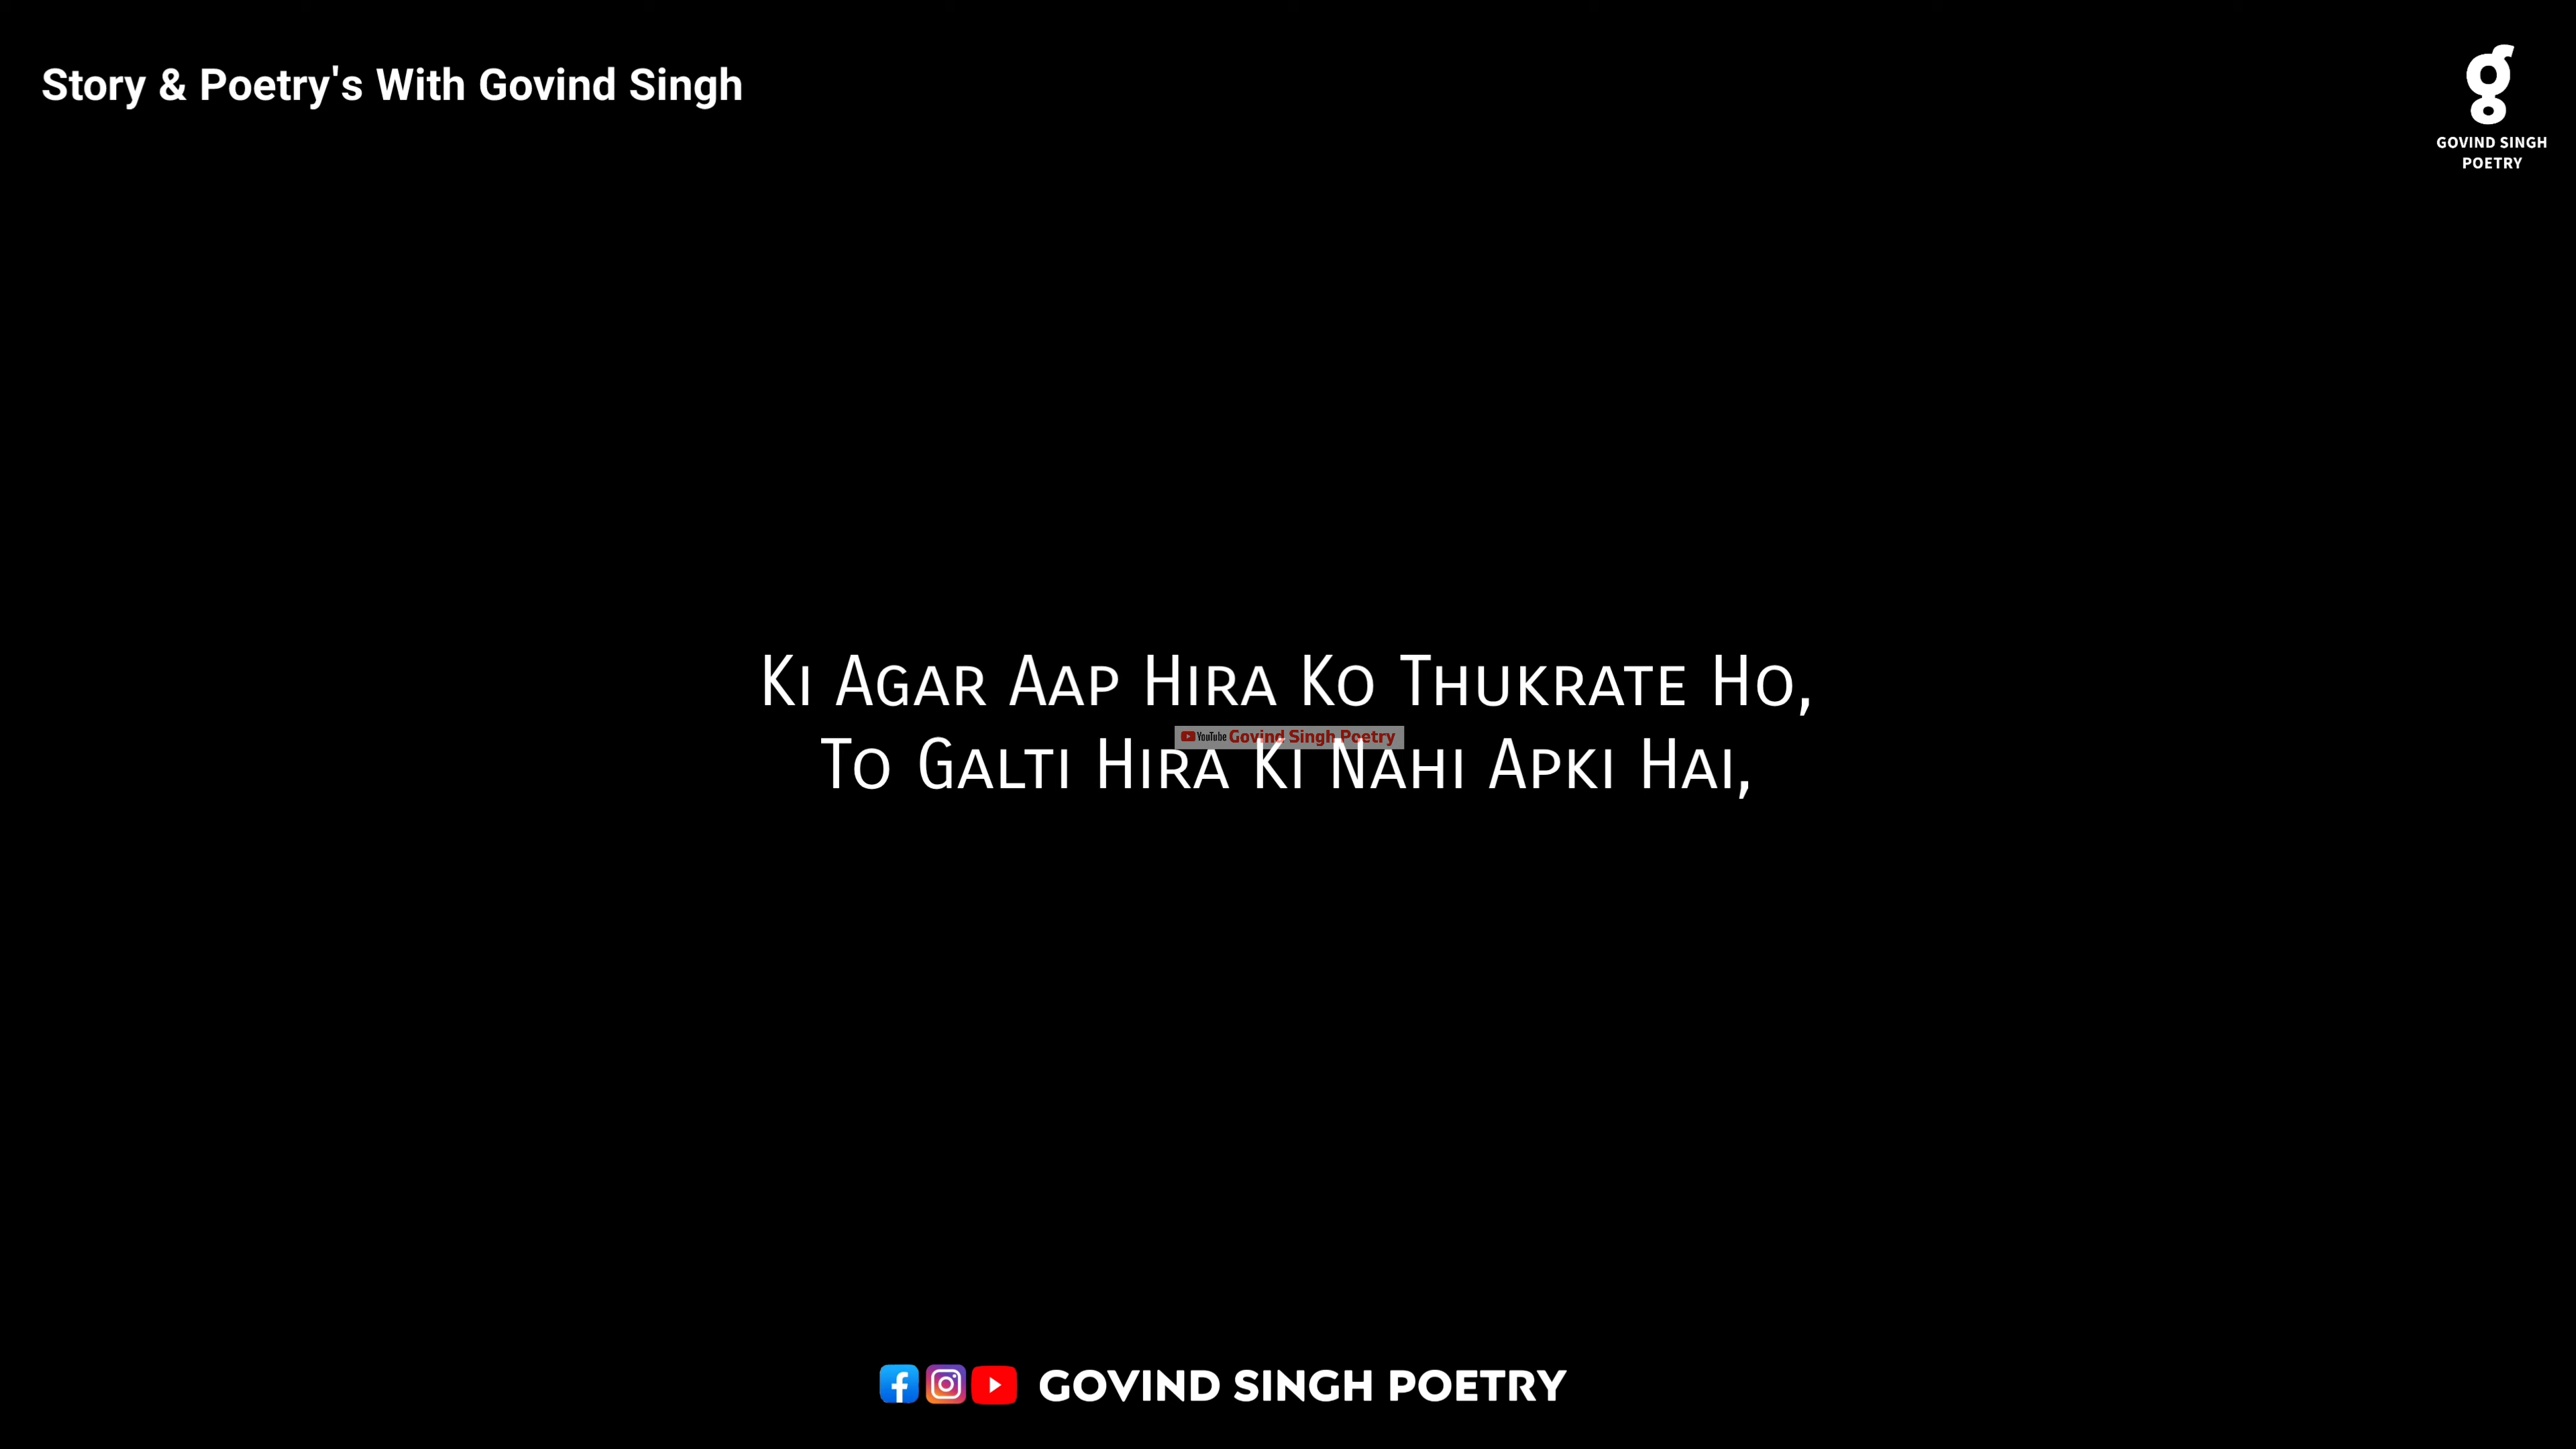 Story & Poetry's With Govind Singh
g
GOVIND SINGH
POETRY
Ki Agar Aap Hira Ko Thukrate Ho,
YouTube Govind Singh Poetry
To Galti Hira Ki Nahi Apki Hai,
GOVIND SINGH POETRY